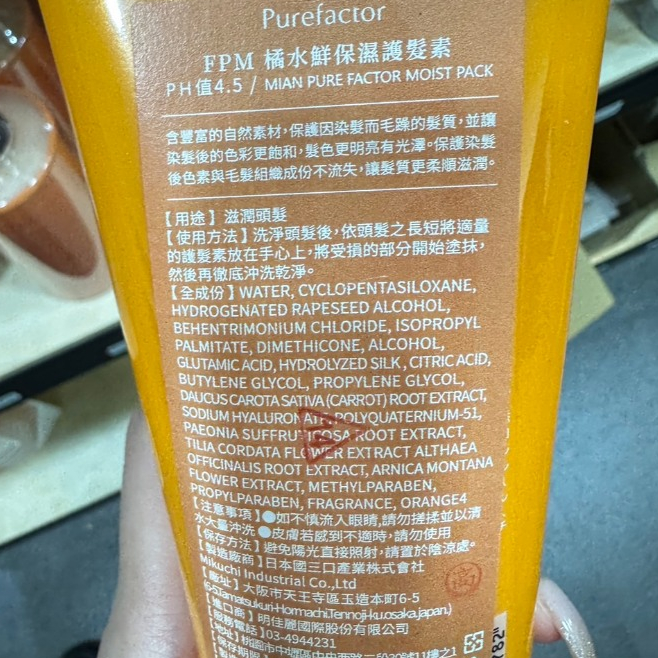 Purefactor
FPM 橘水鮮保濕護髮素
PH值4.5 / MIAN PURE FACTOR MOIST PACK
含豐富的自然素材,保護因染髮而毛躁的髮質,並讓
染髮後的色彩更飽和,髮色更明亮有光澤。保護染髮
後色素與毛髮組織成份不流失,讓髮質更柔順滋潤。
【用途】滋潤頭髮
【使用方法】洗淨頭髮後,依頭髮之長短將適量
的護髮素放在手心上,將受損的部分開始塗抹,
然後再徹底沖洗乾淨。
【全成份】WATER, CYCLOPENTASILOXANE,
HYDROGENATED RAPESEED ALCOHOL,
BEHENTRIMONIUM CHLORIDE, ISOPROPYL
PALMITATE, DIMETHICONE, ALCOHOL,
GLUTAMIC ACID, HYDROLYZED SILK, CITRIC ACID,
BUTYLENE GLYCOL, PROPYLENE GLYCOL,
DAUCUS CAROTA SATIVA (CARROT) ROOT EXTRACT,
SODIUM HYALURONATE, POLYQUATERNIUM-51,
PAEONIA SUFFRUTICOSA ROOT EXTRACT,
TILIA CORDATA FLOWER EXTRACT ALTHAEA
OFFICINALIS ROOT EXTRACT, ARNICA MONTANA
FLOWER EXTRACT, METHYLPARABEN,
PROPYLPARABEN, FRAGRANCE, ORANGE4
【注意事項】●如不慎流入眼睛,請勿搓揉並以清
水大量沖洗 ●皮膚若感到不適時,請勿使用
【保存方法】避免陽光直接照射,請置於陰涼處。
【製造廠商】日本國三口產業株式會社
Mikuchi Industrial Co.,Ltd
【廠址】大阪市天王寺區玉造本町6-5
【進口商】明佳麗國際股份有限公司
【服務電話】03-4944231